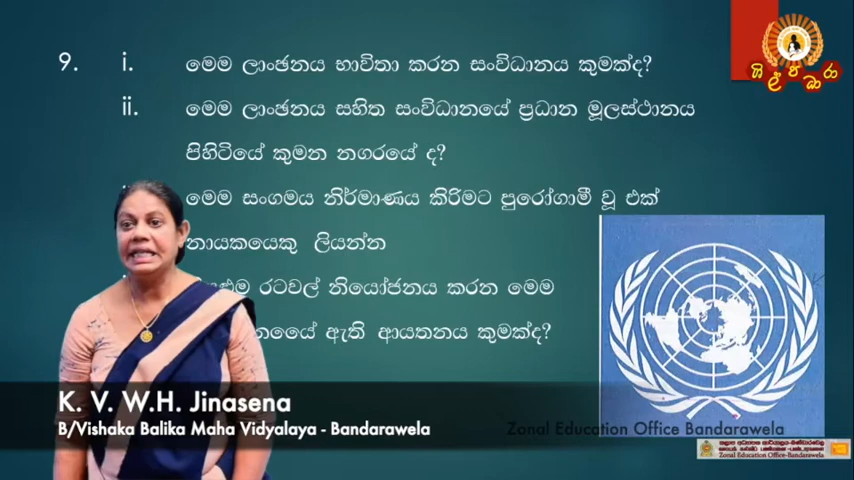 9. i. මෙම ලාංඡනය භාවිතා කරන සංවිධානය කුමක්ද?
ii. මෙම ලාංඡනය සහිත සංවිධානයේ ප්‍රධාන මූලස්ථානය
පිහිටියේ කුමන නගරයේ ද?
මෙම සංගමය නිර්මාණය කිරිමට පුරෝගාමී වූ එක්
නායකයෙකු ලියන්න
රටවල් නියෝජනය කරන මෙම
ඇති ආයතනය කුමක්ද?
K. V. W.H. Jinasena
B/Vishaka Balika Maha Vidyalaya - Bandarawela
Zonal Education Office Bandarawela
Zonal Education Office-Bandarawela